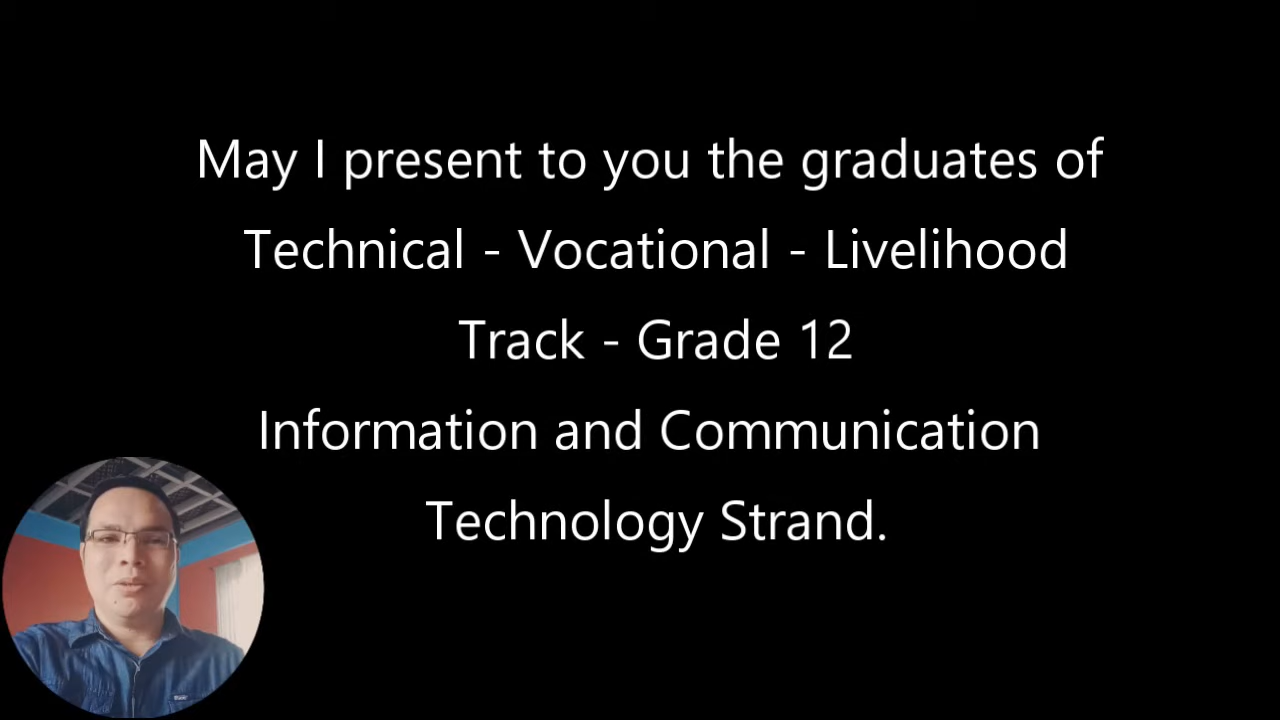 May I present to you the graduates of
Technical - Vocational - Livelihood
Track - Grade 12
Information and Communication
Technology Strand.